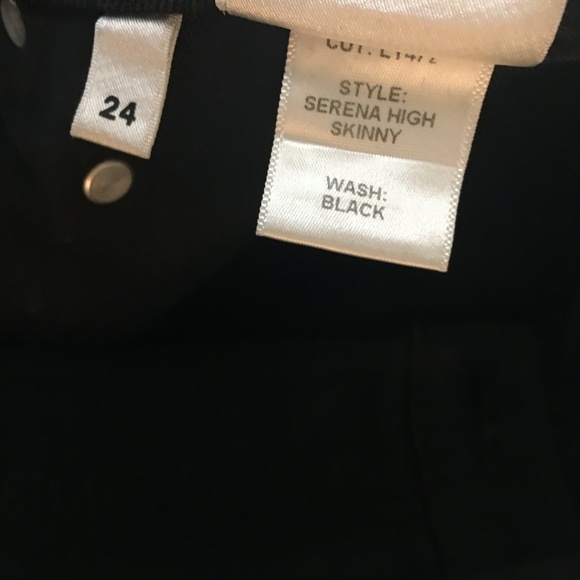 24
STYLE:
SERENA HIGH
SKINNY
WASH:
BLACK